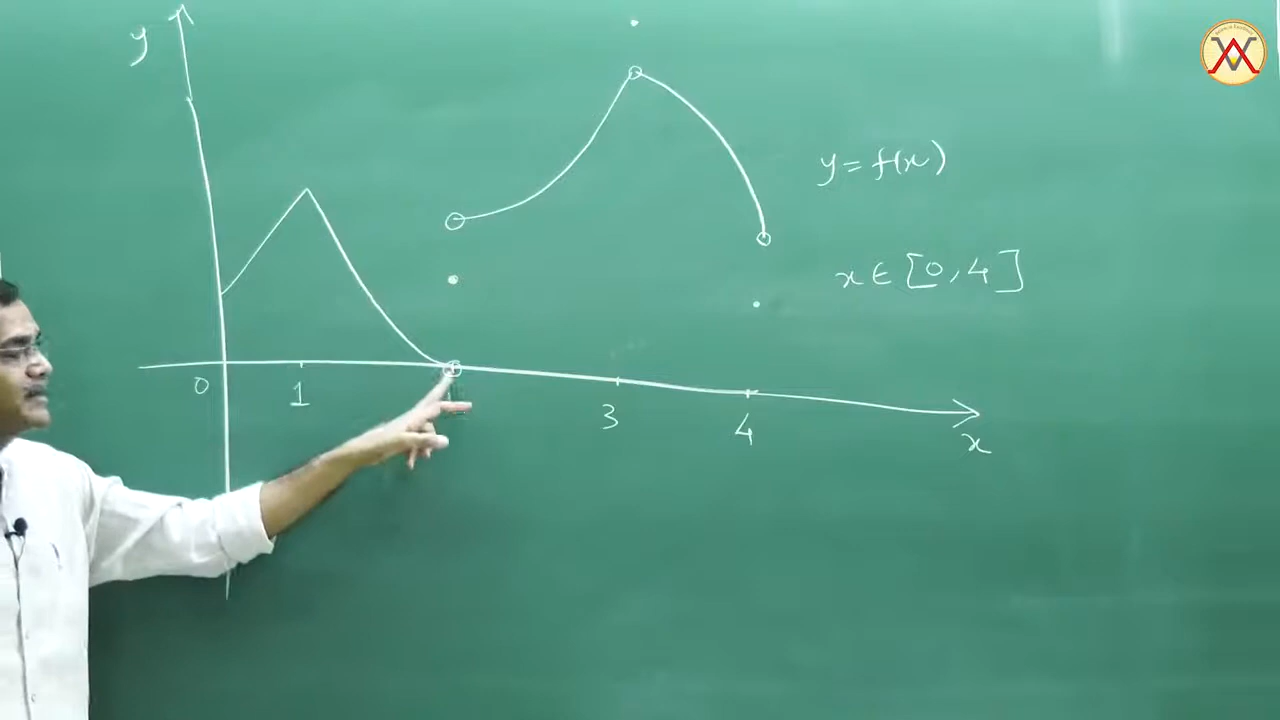 y
y = f(x)
x ∈ [0, 4]
0
1
3
4
x